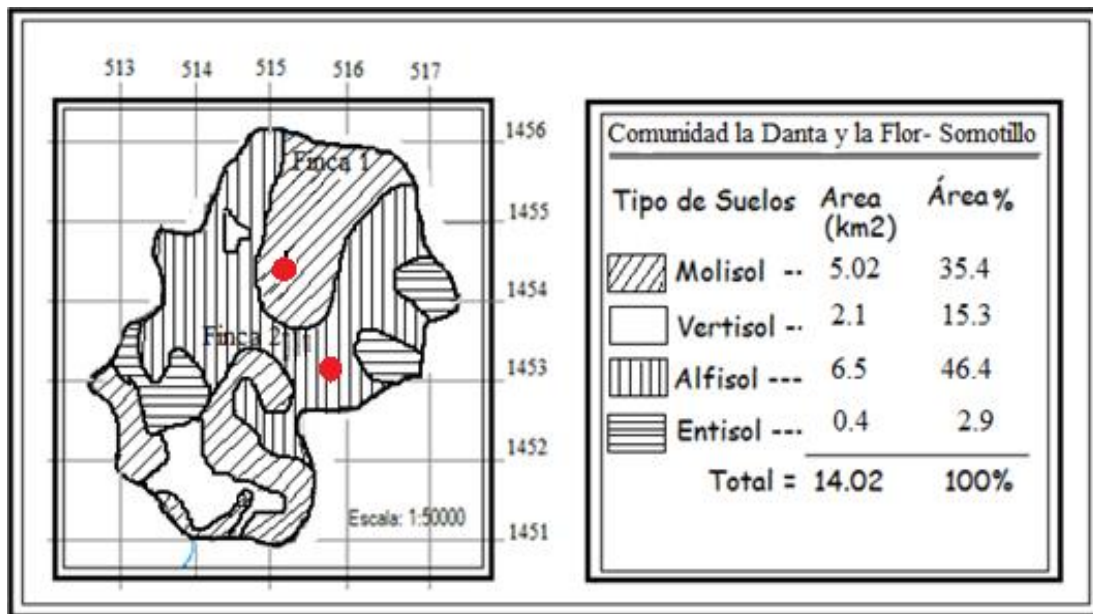 513 514 515 516 517
1456
Finca 1
1455
1454
Finca 2
1453
1452
Escala: 1:50000
1451
Comunidad la Danta y la Flor- Somotillo
Tipo de Suelos Area (km2) Área%
Molisol -- 5.02 35.4
Vertisol -. 2.1 15.3
Alfisol --- 6.5 46.4
Entisol --- 0.4 2.9
Total = 14.02 100%